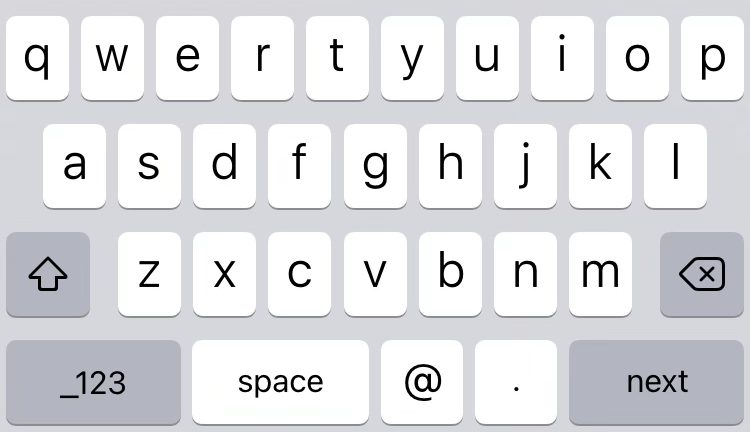 q w e r t y u i o p
a s d f g h j k l
z x c v b n m
_123 space @ . next